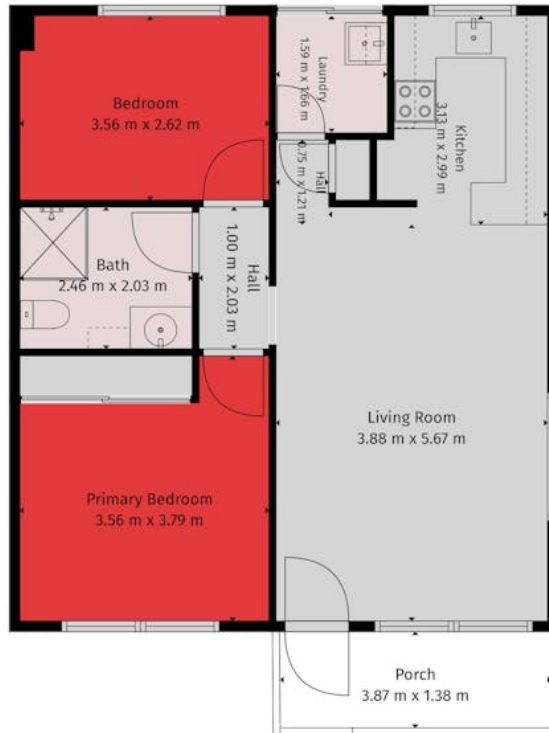 Bedroom
3.56 m x 2.62 m
Laundry
1.59 m x 1.66 m
Kitchen
3.13 m x 2.99 m
Hall
0.75 m x 1.21 m
Bath
2.46 m x 2.03 m
Hall
1.00 m x 2.03 m
Living Room
3.88 m x 5.67 m
Primary Bedroom
3.56 m x 3.79 m
Porch
3.87 m x 1.38 m